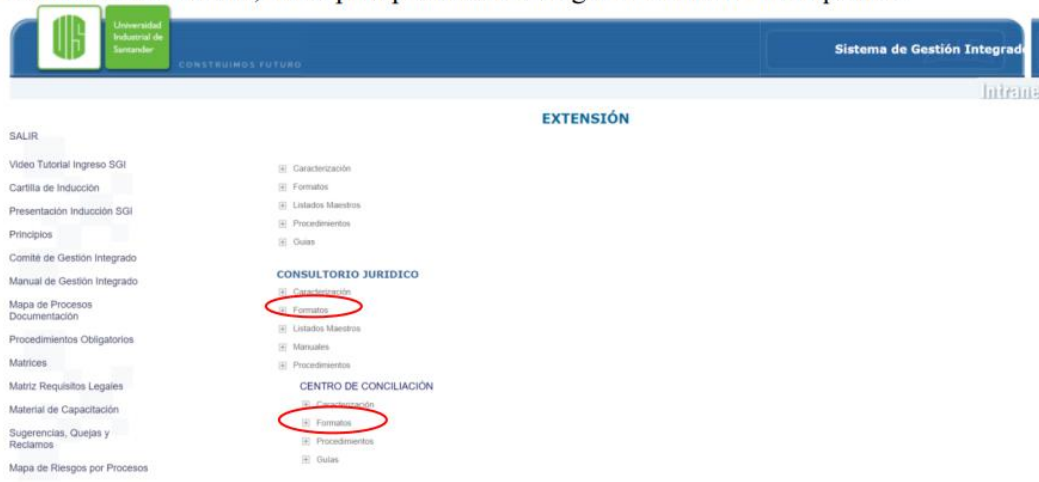 Universidad
Industrial de
Santander
CONSTRUIMOS FUTURO
Sistema de Gestión Integrado
Intrane
EXTENSIÓN
SALIR
Video Tutorial Ingreso SGI
Cartilla de Inducción
Presentación Inducción SGI
Principios
Comité de Gestión Integrado
Manual de Gestión Integrado
Mapa de Procesos
Documentación
Procedimientos Obligatorios
Matrices
Matriz Requisitos Legales
Material de Capacitación
Sugerencias, Quejas y
Reclamos
Mapa de Riesgos por Procesos
Caracterización
Formatos
Listados Maestros
Procedimientos
Guias
CONSULTORIO JURIDICO
Caracterización
Formatos
Listados Maestros
Manuales
Procedimientos
CENTRO DE CONCILIACIÓN
Caracterización
Formatos
Procedimientos
Guías